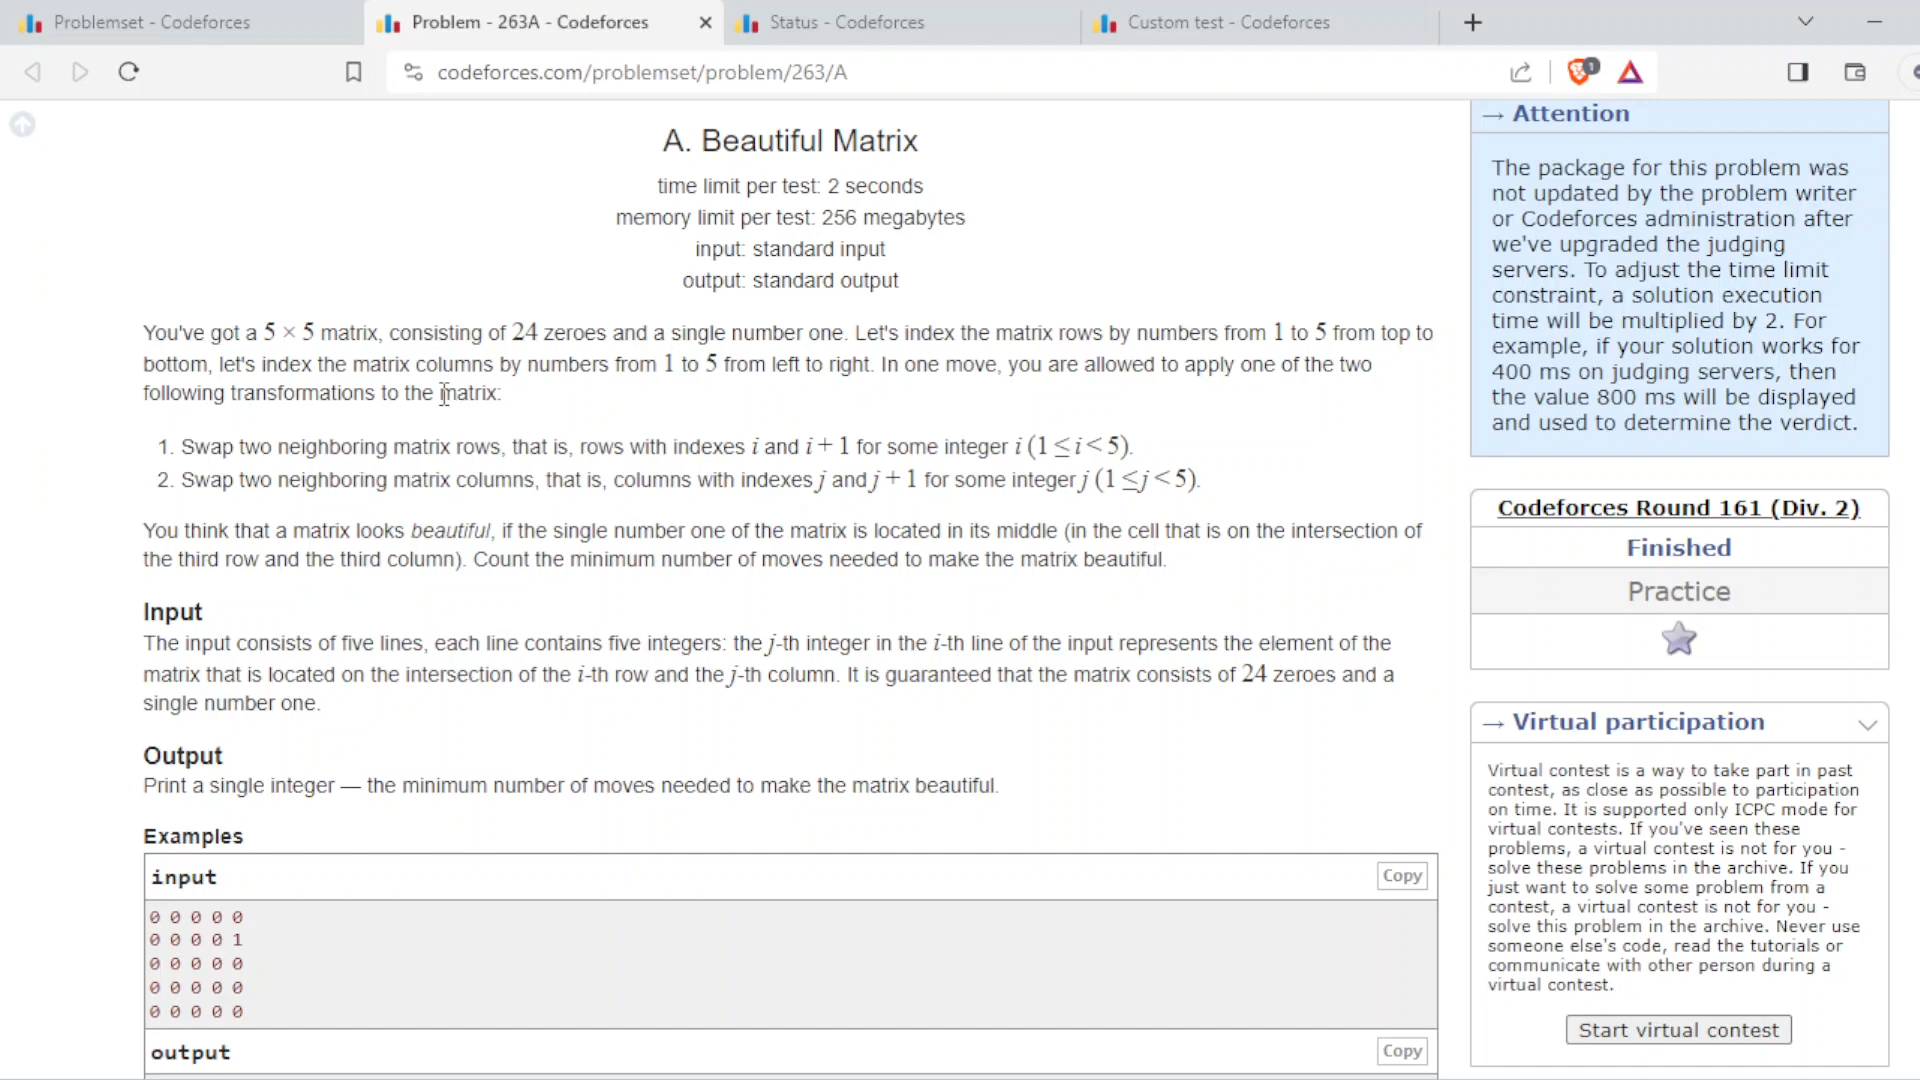 Problemset - Codeforces
Problem - 263A - Codeforces
Status - Codeforces
Custom test - Codeforces
codeforces.com/problemset/problem/263/A
1
A. Beautiful Matrix
time limit per test: 2 seconds
memory limit per test: 256 megabytes
input: standard input
output: standard output
You've got a 5 × 5 matrix, consisting of 24 zeroes and a single number one. Let's index the matrix rows by numbers from 1 to 5 from top to
bottom, let's index the matrix columns by numbers from 1 to 5 from left to right. In one move, you are allowed to apply one of the two
following transformations to the matrix:
1. Swap two neighboring matrix rows, that is, rows with indexes i and i + 1 for some integer i (1 ≤ i < 5).
2. Swap two neighboring matrix columns, that is, columns with indexes j and j + 1 for some integer j (1 ≤ j < 5).
You think that a matrix looks beautiful, if the single number one of the matrix is located in its middle (in the cell that is on the intersection of
the third row and the third column). Count the minimum number of moves needed to make the matrix beautiful.
Input
The input consists of five lines, each line contains five integers: the j-th integer in the i-th line of the input represents the element of the
matrix that is located on the intersection of the i-th row and the j-th column. It is guaranteed that the matrix consists of 24 zeroes and a
single number one.
Output
Print a single integer — the minimum number of moves needed to make the matrix beautiful.
Examples
input
Copy
0 0 0 0 0
0 0 0 0 1
0 0 0 0 0
0 0 0 0 0
0 0 0 0 0
output
Copy
→ Attention
The package for this problem was
not updated by the problem writer
or Codeforces administration after
we've upgraded the judging
servers. To adjust the time limit
constraint, a solution execution
time will be multiplied by 2. For
example, if your solution works for
400 ms on judging servers, then
the value 800 ms will be displayed
and used to determine the verdict.
Codeforces Round 161 (Div. 2)
Finished
Practice
→ Virtual participation
Virtual contest is a way to take part in past
contest, as close as possible to participation
on time. It is supported only ICPC mode for
virtual contests. If you've seen these
problems, a virtual contest is not for you -
solve these problems in the archive. If you
just want to solve some problem from a
contest, a virtual contest is not for you -
solve this problem in the archive. Never use
someone else's code, read the tutorials or
communicate with other person during a
virtual contest.
Start virtual contest